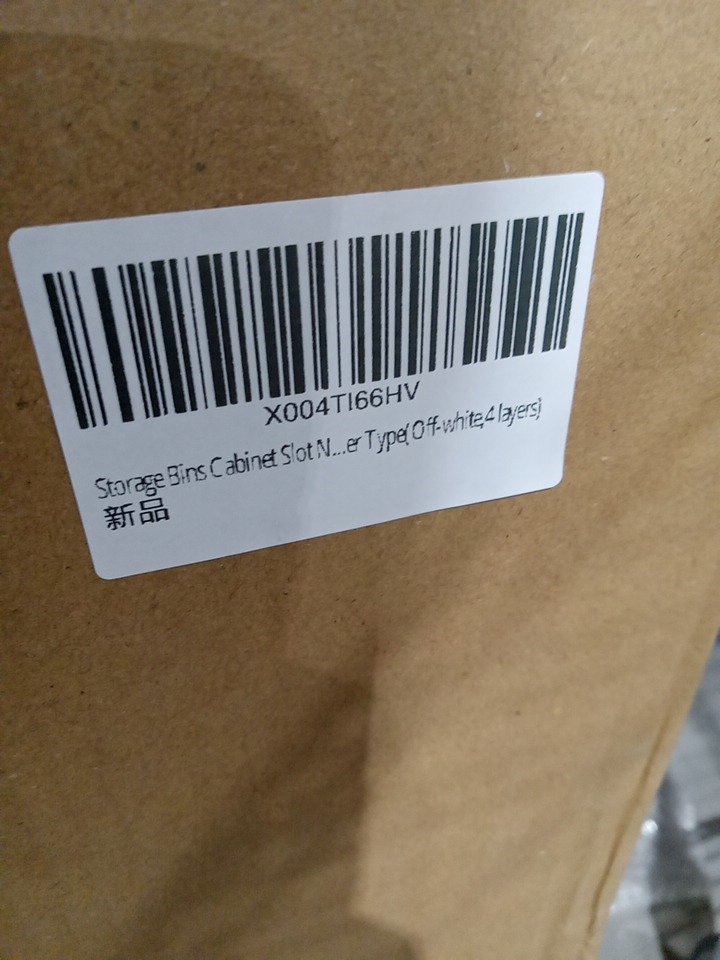 X004TI66HV
Storage Bins Cabinet Slot N...er Type( Off-white,4 layers)
新品